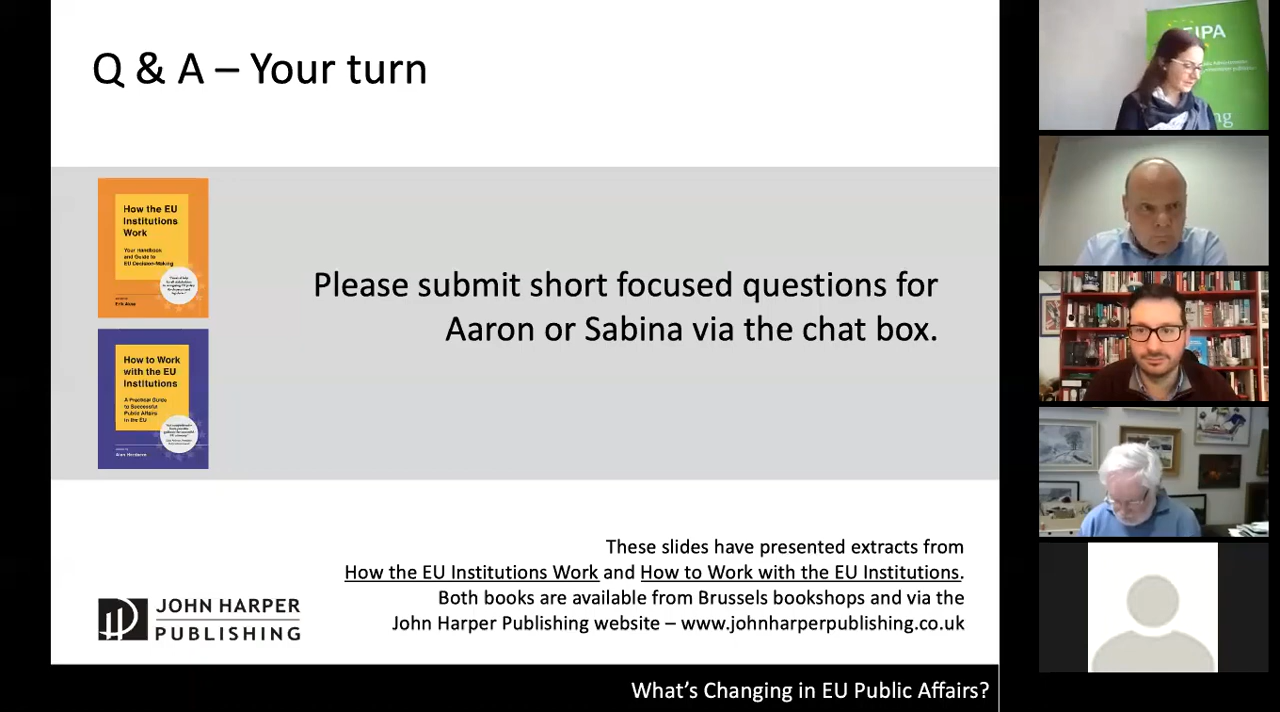 Q & A – Your turn
How the EU
Institutions
Work
Your Handbook
and Guide to
EU Decision-Making
How to Work
with the EU
Institutions
A Practical Guide
to Successful
Public Affairs
in the EU
Please submit short focused questions for
Aaron or Sabina via the chat box.
These slides have presented extracts from
How the EU Institutions Work and How to Work with the EU Institutions.
Both books are available from Brussels bookshops and via the
John Harper Publishing website – www.johnharperpublishing.co.uk
JOHN HARPER
PUBLISHING
What's Changing in EU Public Affairs?
EIPA